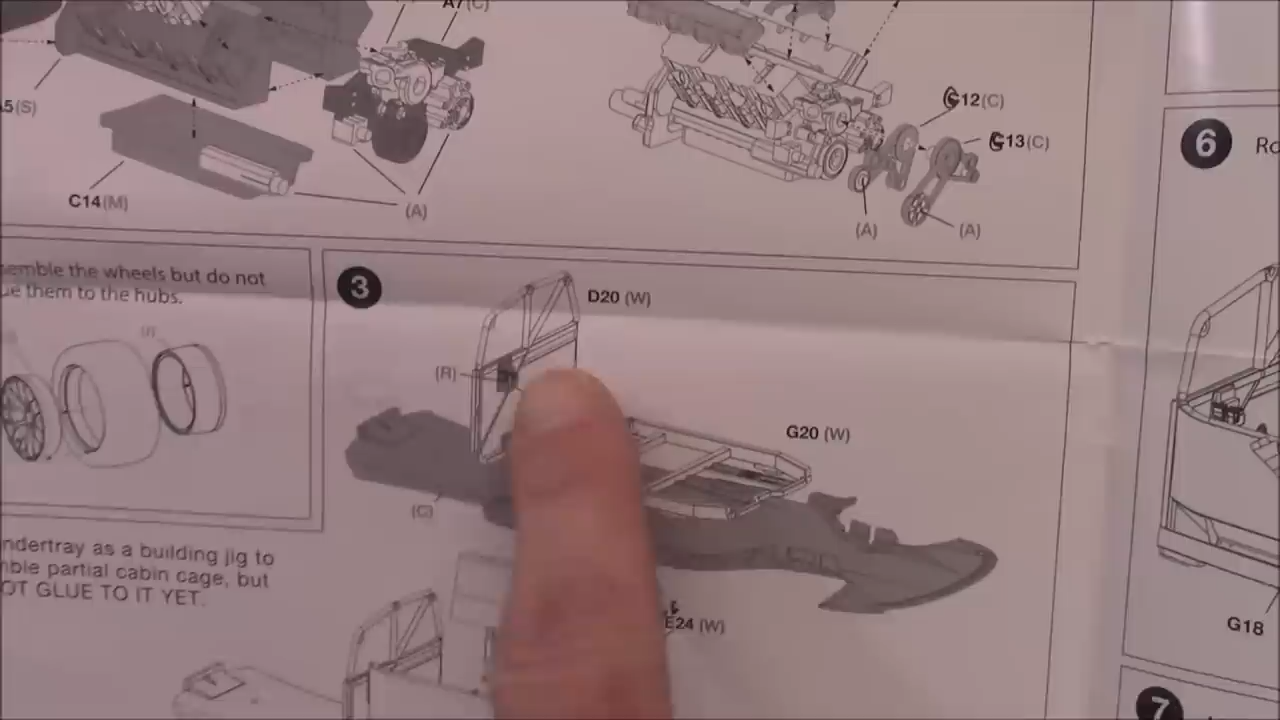 A7(C)
A5(S)
C14(M)
(A)
G12(C)
G13(C)
(A)
(A)
6
semble the wheels but do not
ue them to the hubs.
3
D20 (W)
(R)
G20 (W)
(C)
ndertray as a building jig to
mble partial cabin cage, but
OT GLUE TO IT YET.
E24 (W)
G18
7